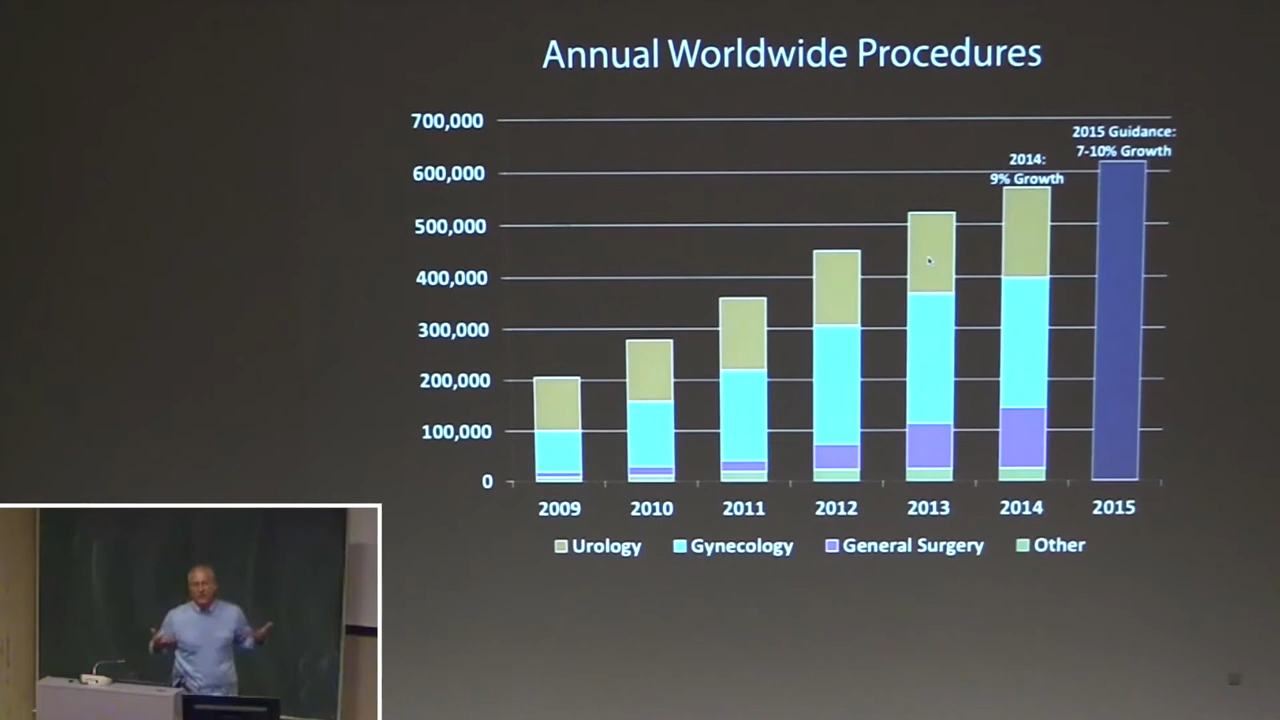 Annual Worldwide Procedures
700,000
600,000
500,000
400,000
300,000
200,000
100,000
0
2014:
9% Growth
2015 Guidance:
7-10% Growth
2009 2010 2011 2012 2013 2014 2015
Urology Gynecology General Surgery Other